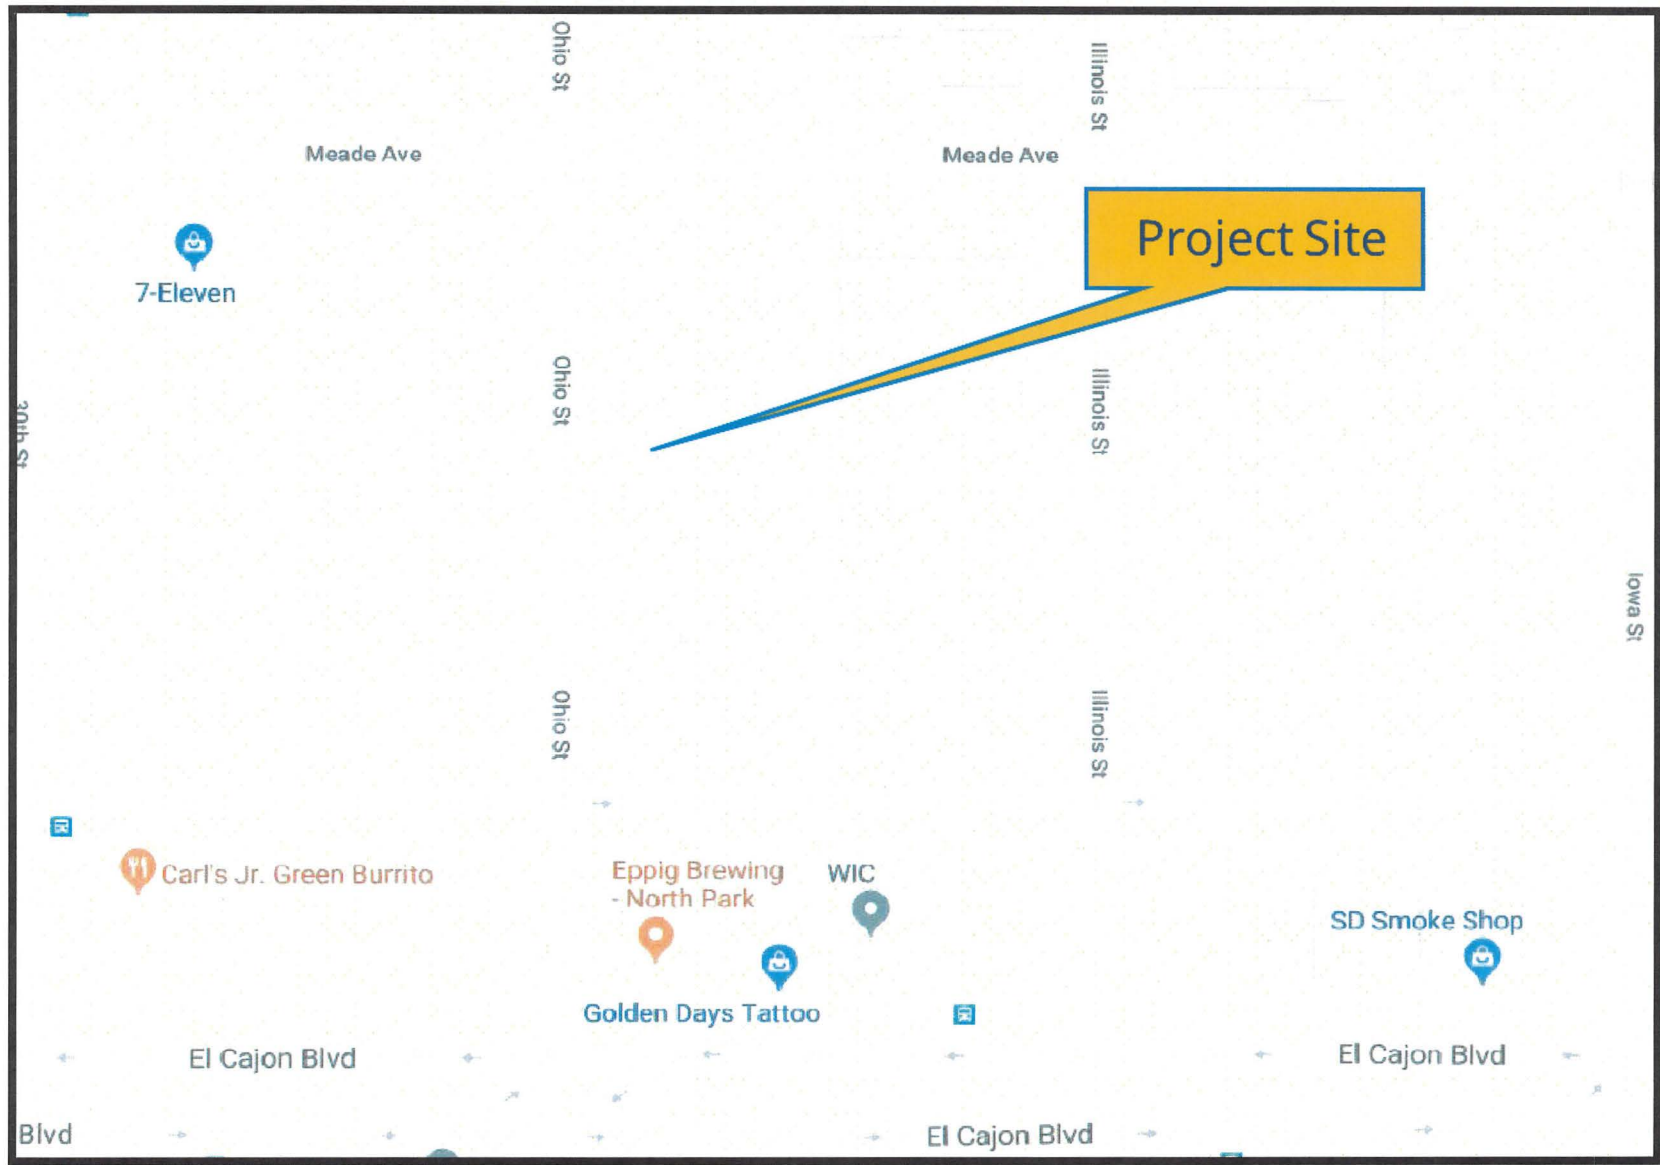 Ohio St
Illinois St
Meade Ave
Meade Ave
Project Site
7-Eleven
Ohio St
Illinois St
30th St
Iowa St
Ohio St
Illinois St
Carl's Jr. Green Burrito
Eppig Brewing
- North Park
WIC
SD Smoke Shop
Golden Days Tattoo
El Cajon Blvd
El Cajon Blvd
Blvd
El Cajon Blvd